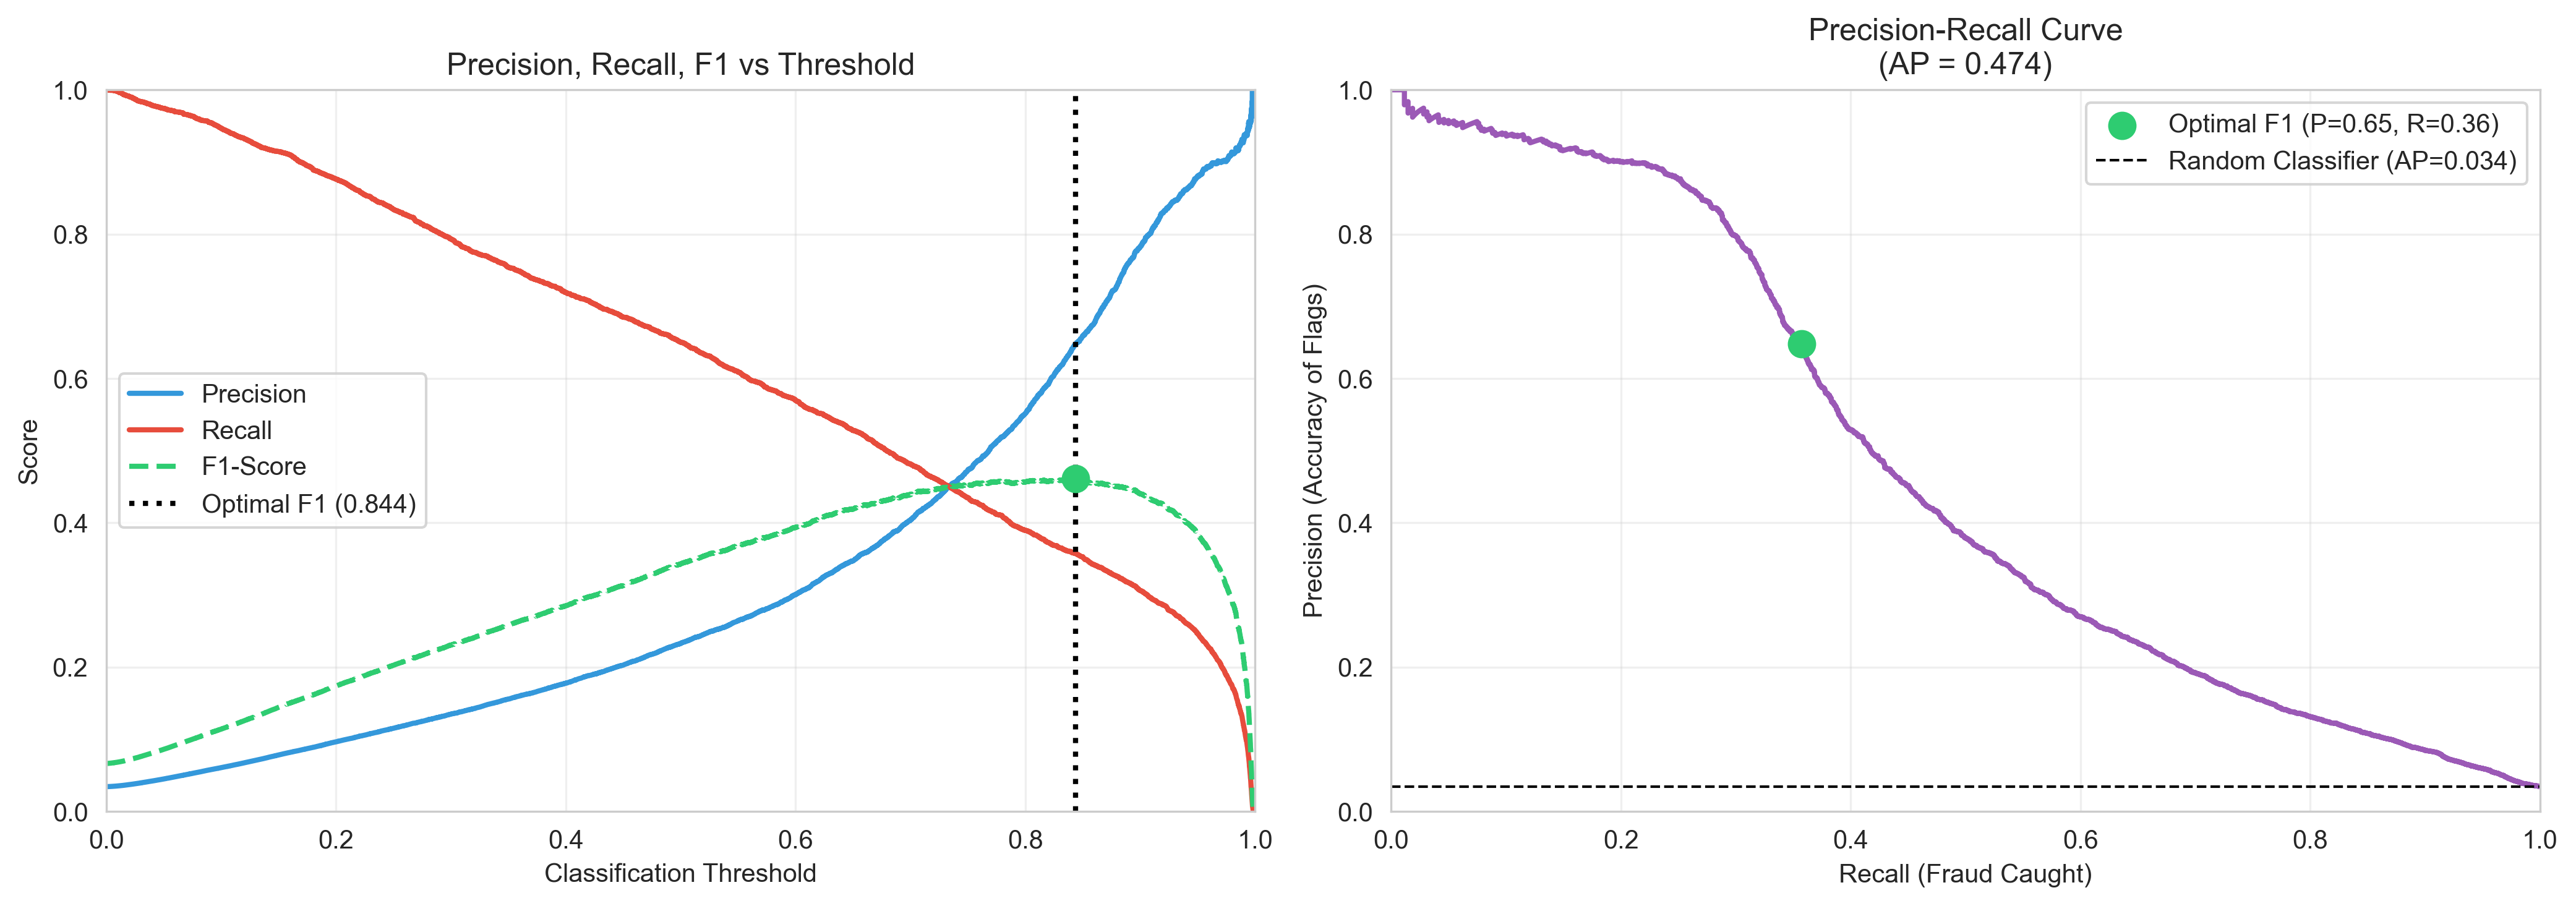 Precision, Recall, F1 vs Threshold
1.0
0.8
0.6
0.4
0.2
0.0
Score
Precision
Recall
F1-Score
Optimal F1 (0.844)
0.0 0.2 0.4 0.6 0.8 1.0
Classification Threshold
Precision-Recall Curve
(AP = 0.474)
1.0
0.8
0.6
0.4
0.2
0.0
Precision (Accuracy of Flags)
Optimal F1 (P=0.65, R=0.36)
Random Classifier (AP=0.034)
0.0 0.2 0.4 0.6 0.8 1.0
Recall (Fraud Caught)